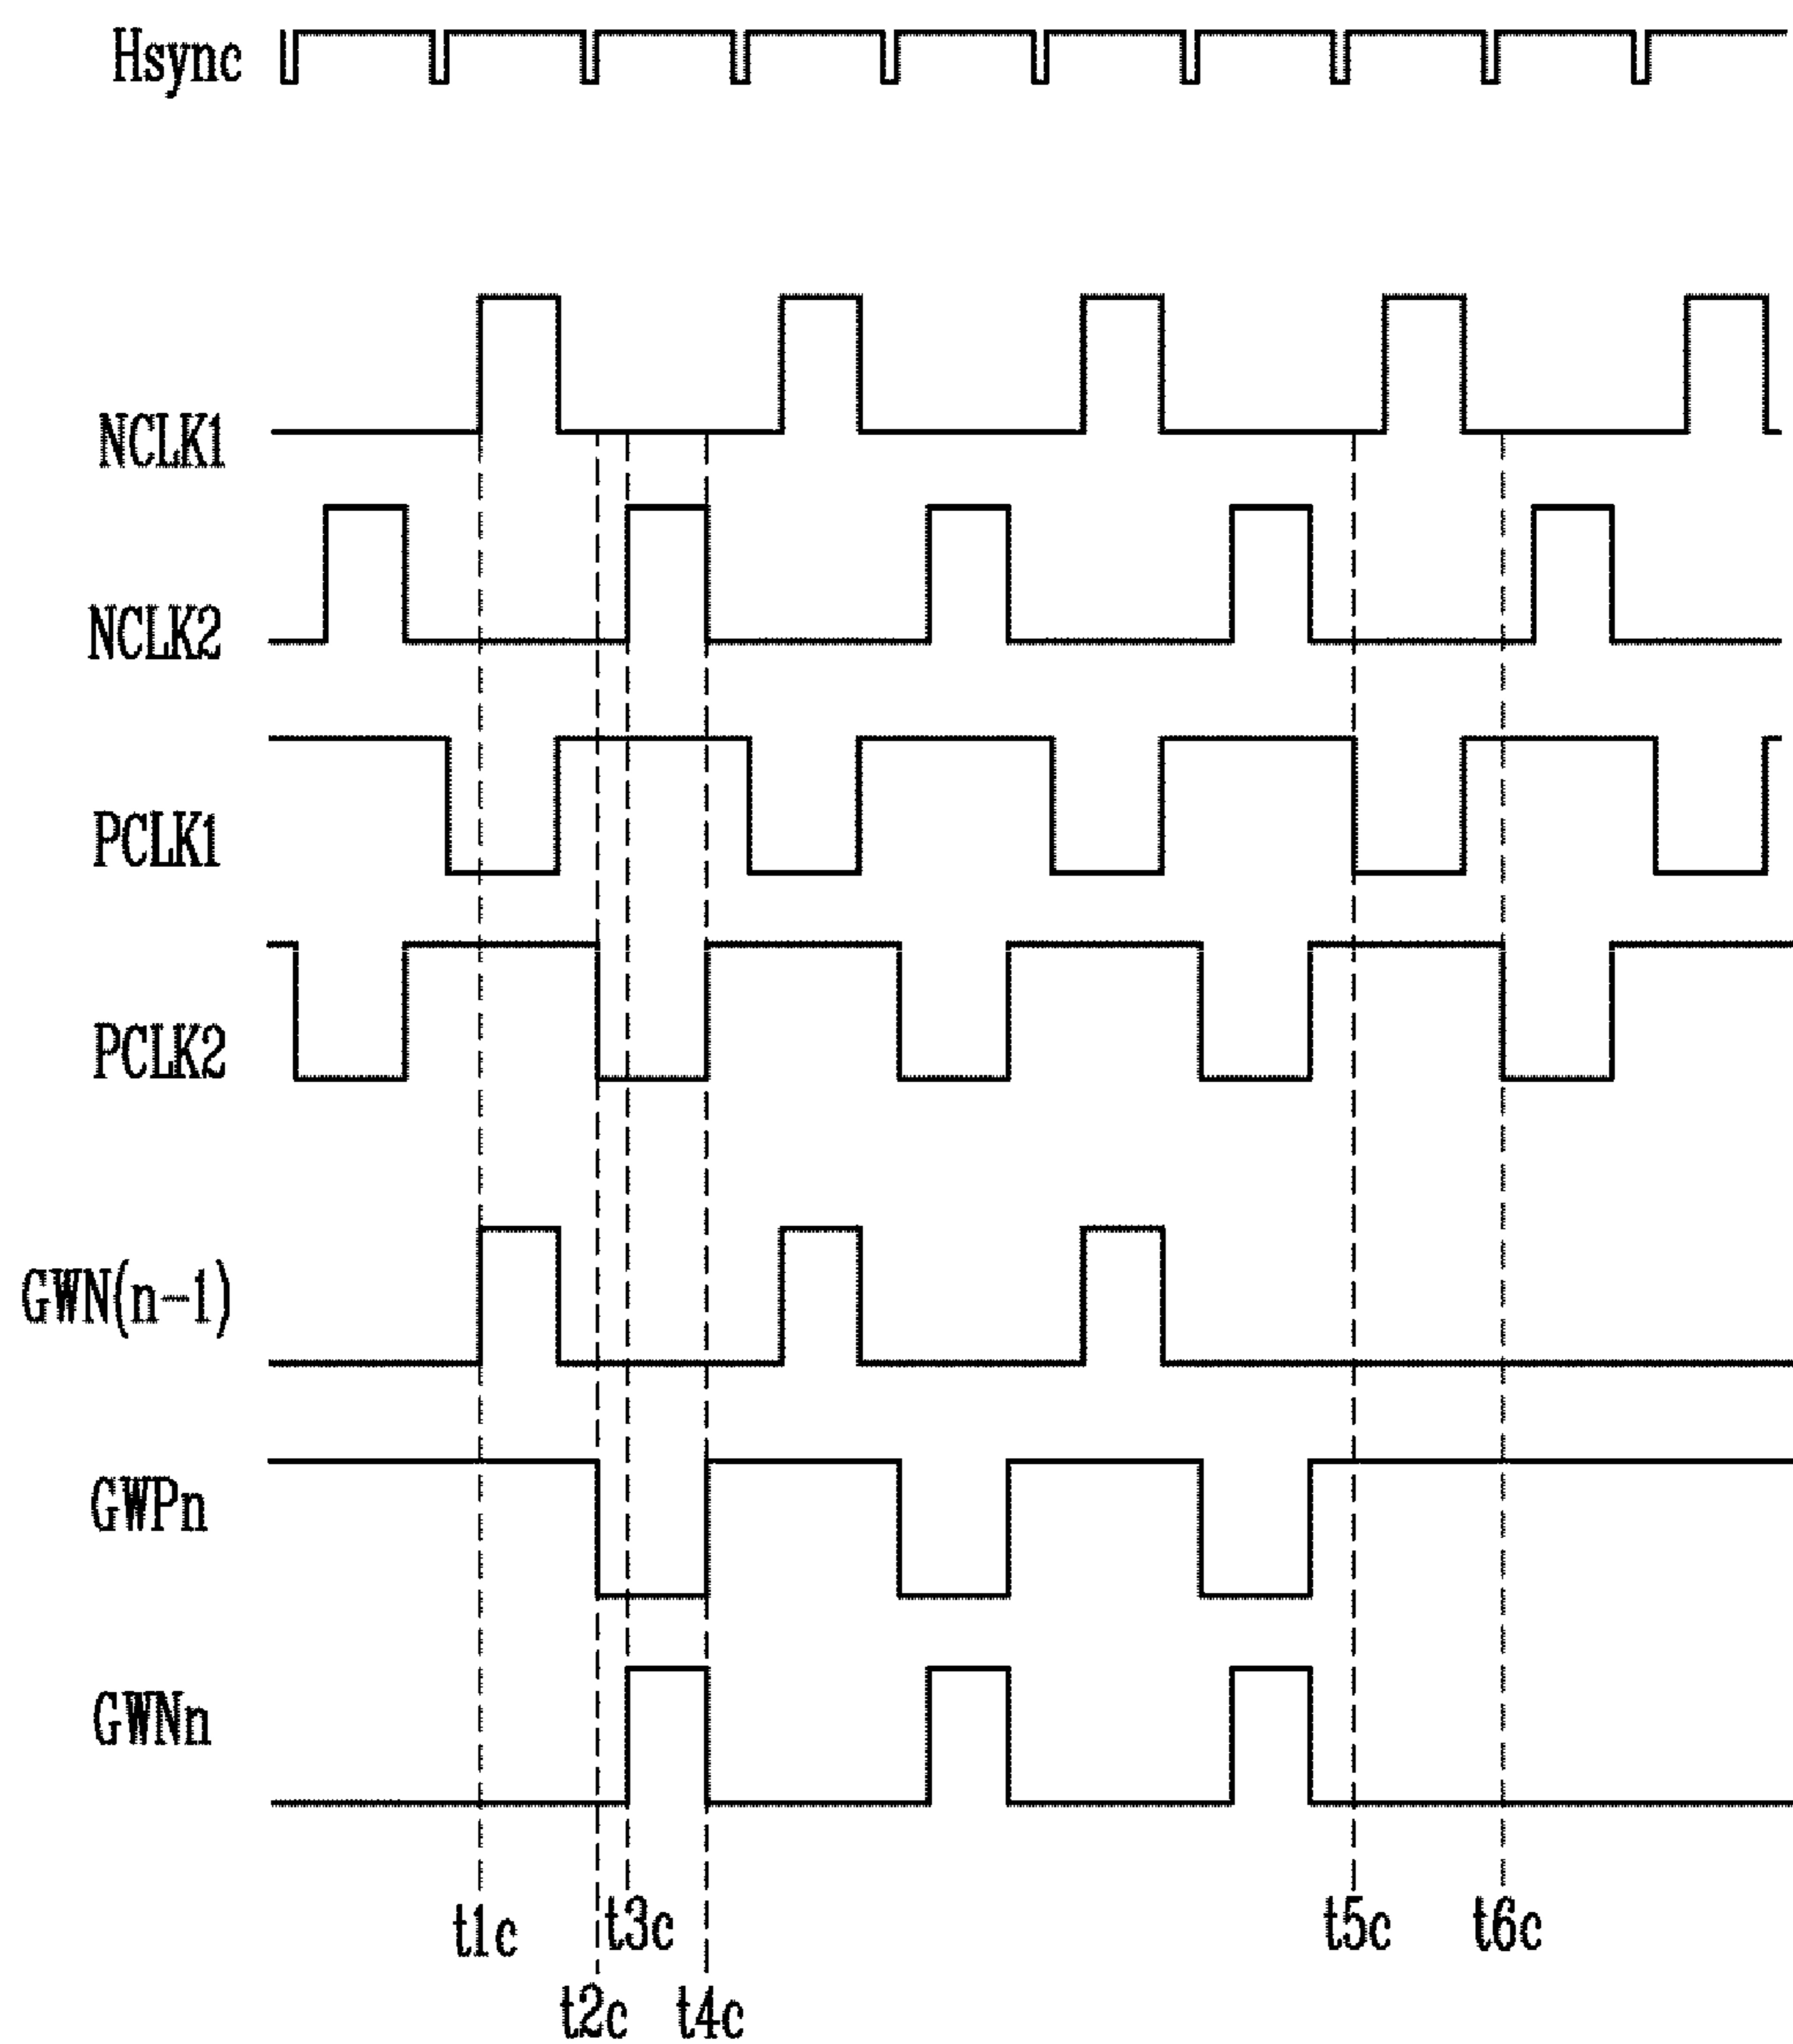 Hsync
NCLK1
NCLK2
PCLK1
PCLK2
GWN(n-1)
GWPn
GWNn
t1c
t3c
t5c
t6c
t2c
t4c